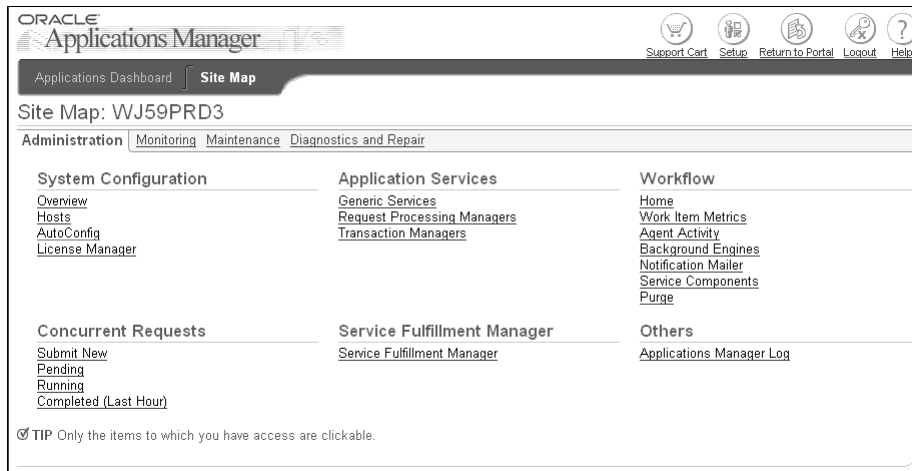 ORACLE
Applications Manager
Support Cart Setup Return to Portal Logout Help
Applications Dashboard Site Map
Site Map: WJ59PRD3
Administration Monitoring Maintenance Diagnostics and Repair
System Configuration
Overview
Hosts
AutoConfig
License Manager
Application Services
Generic Services
Request Processing Managers
Transaction Managers
Workflow
Home
Work Item Metrics
Agent Activity
Background Engines
Notification Mailer
Service Components
Purge
Concurrent Requests
Submit New
Pending
Running
Completed (Last Hour)
Service Fulfillment Manager
Service Fulfillment Manager
Others
Applications Manager Log
TIP Only the items to which you have access are clickable.